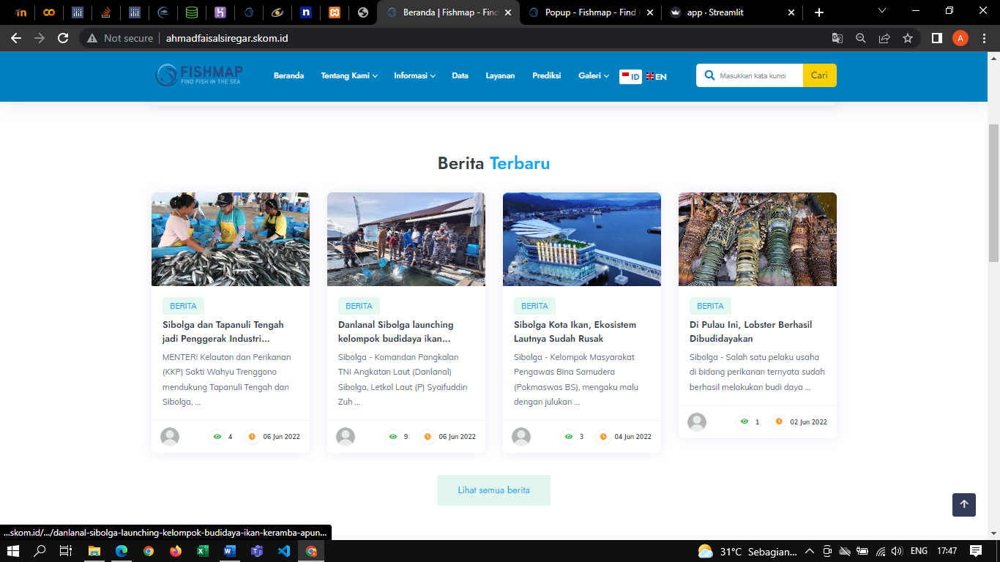 Beranda | Fishmap - Find
Popup - Fishmap - Find
app · Streamlit
Not secure
ahmadfaisalsiregar.skom.id
A
FISHMAP
FIND FISH IN THE SEA
Beranda
Tentang Kami
Informasi
Data
Layanan
Prediksi
Galeri
ID
EN
Masukkan kata kunci
Cari
Berita Terbaru
BERITA
Sibolga dan Tapanuli Tengah
jadi Penggerak Industri...
MENTERI Kelautan dan Perikanan
(KKP) Sakti Wahyu Trenggono
mendukung Tapanuli Tengah dan
Sibolga, ...
4
06 Jun 2022
BERITA
Danlanal Sibolga launching
kelompok budidaya ikan...
Sibolga - Komandan Pangkalan
TNI Angkatan Laut (Danlanal)
Sibolga, Letkol Laut (P) Syaifuddin
Zuh ...
9
06 Jun 2022
BERITA
Sibolga Kota Ikan, Ekosistem
Lautnya Sudah Rusak
Sibolga - Kelompok Masyarakat
Pengawas Bina Samudera
(Pokmaswas BS), mengaku malu
dengan julukan ...
3
04 Jun 2022
BERITA
Di Pulau Ini, Lobster Berhasil
Dibudidayakan
Sibolga - Salah satu pelaku usaha
di bidang perikanan ternyata sudah
berhasil melakukan budi daya ...
1
02 Jun 2022
Lihat semua berita
...skom.id/.../danlanal-sibolga-launching-kelompok-budidaya-ikan-keramba-apun...
31°C Sebagian...
ENG
17:47